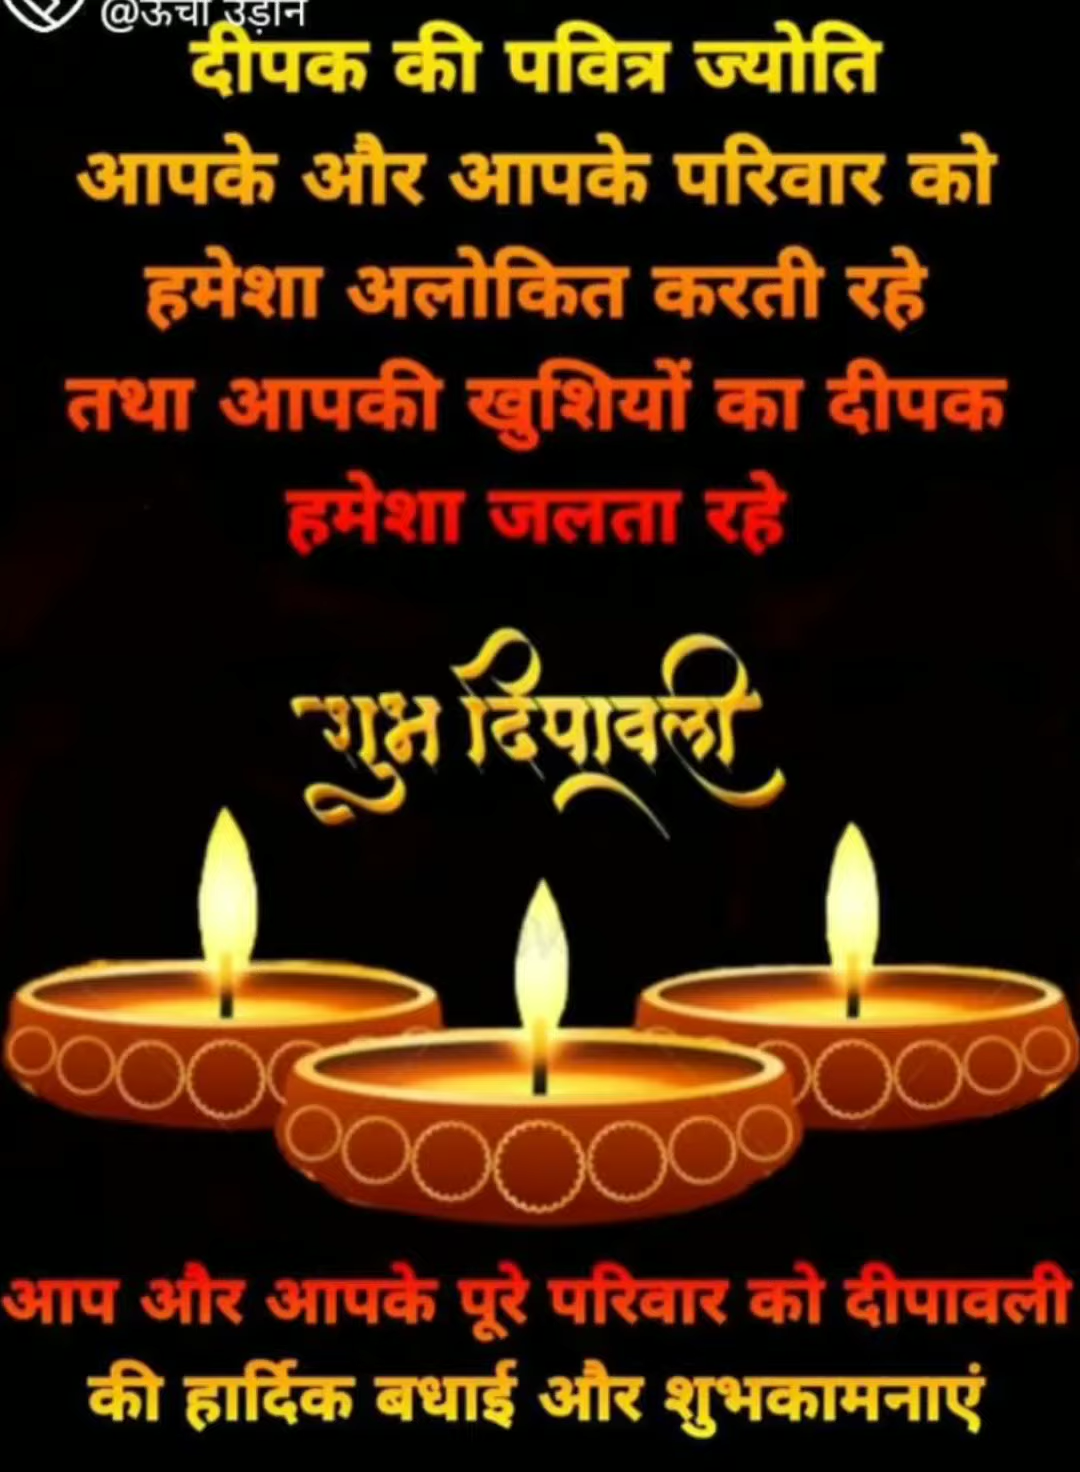 @ऊंची उड़ान
दीपक की पवित्र ज्योति
आपके और आपके परिवार को
हमेशा अलोकित करती रहे
तथा आपकी खुशियों का दीपक
हमेशा जलता रहे
शुभ दिपावली
आप और आपके पूरे परिवार को दीपावली
की हार्दिक बधाई और शुभकामनाएं